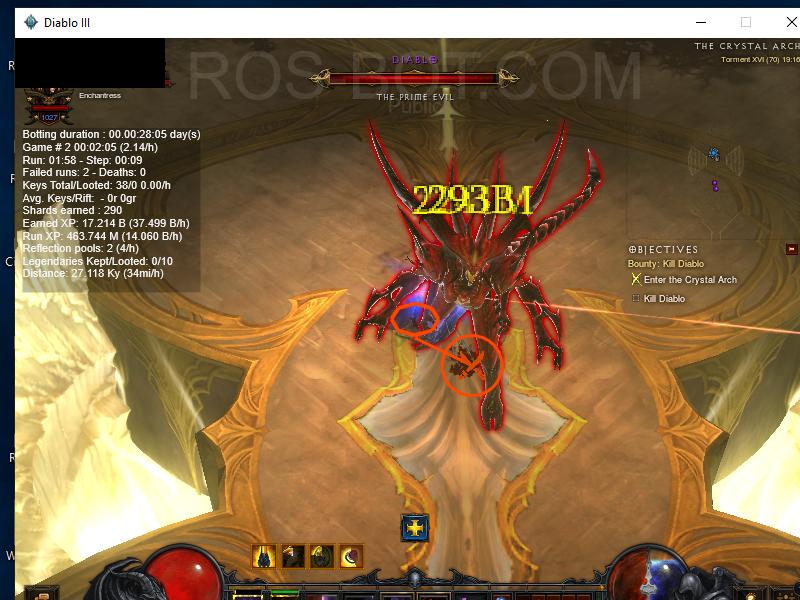 Diablo III
THE CRYSTAL ARCH
Torment XVI (70) 19:16
ROS-BOT.COM
Public
DIABLO
THE PRIME EVIL
Enchantress
1027
Botting duration : 00.00:28:05 day(s)
Game # 2 00:02:05 (2.14/h)
Run: 01:58 - Step: 00:09
Failed runs: 2 - Deaths: 0
Keys Total/Looted: 38/0 0.00/h
Avg. Keys/Rift:  - 0r 0gr
Shards earned : 290
Earned XP: 17.214 B (37.499 B/h)
Run XP: 463.744 M (14.060 B/h)
Reflection pools: 2 (4/h)
Legendaries Kept/Looted: 0/10
Distance: 27.118 Ky (34mi/h)
OBJECTIVES
Bounty: Kill Diablo
Enter the Crystal Arch
Kill Diablo